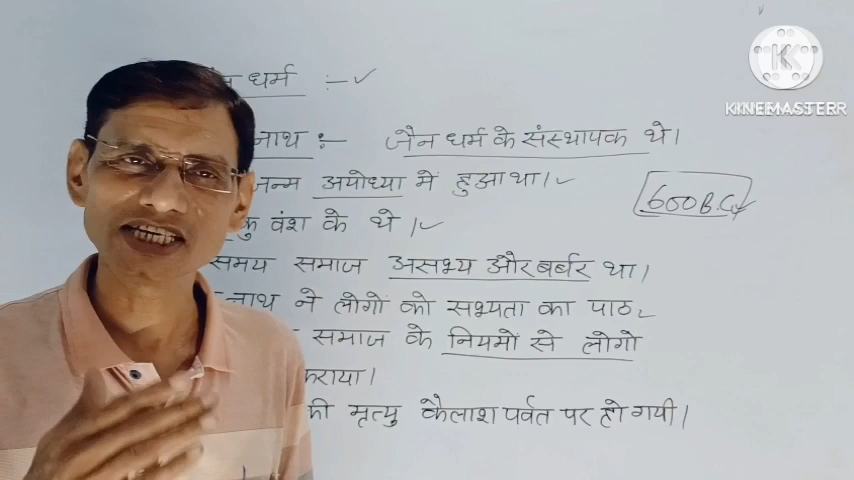 धर्म :-✓
नाथ :- जैन धर्म के संस्थापक थे।
जन्म अयोध्या में हुआ था।✓
600 B.C
वंश के थे।✓
समय समाज असभ्य और बर्बर था।
नाथ ने लोगों को सभ्यता का पाठ
समाज के नियमों से लोगो
कराया।
की मृत्यु कैलाश पर्वत पर हो गयी।
KINEMASTER